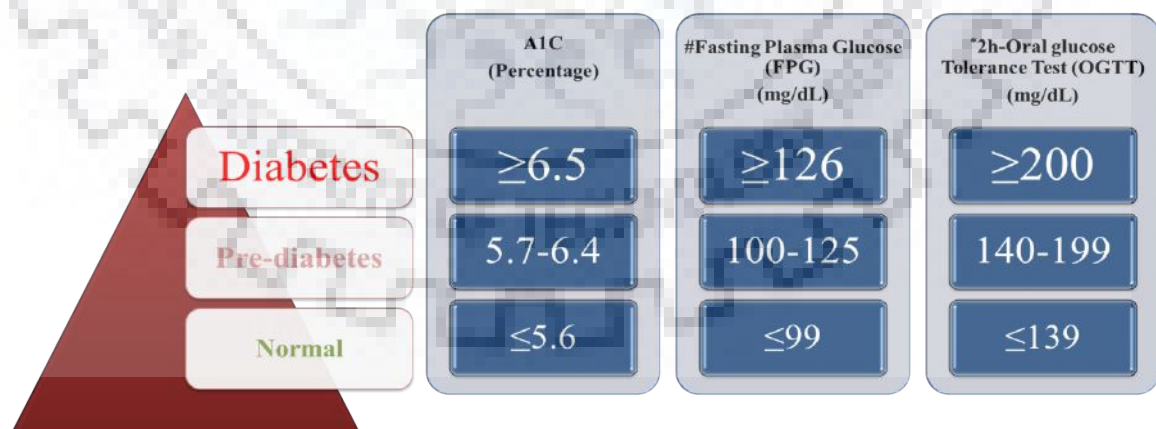 A1C
(Percentage)
#Fasting Plasma Glucose
(FPG)
(mg/dL)
*2h-Oral glucose
Tolerance Test (OGTT)
(mg/dL)
Diabetes
≥6.5
≥126
≥200
Pre-diabetes
5.7-6.4
100-125
140-199
Normal
≤5.6
≤99
≤139